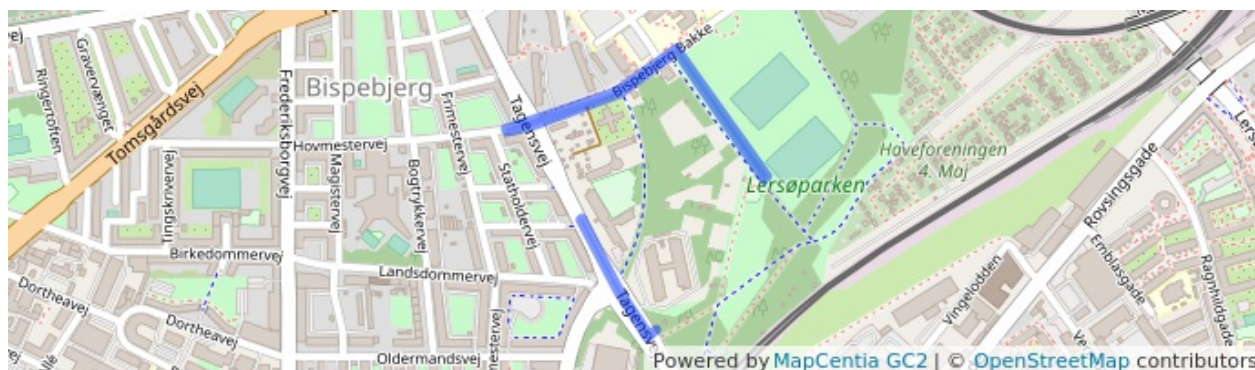 Gravervænget
Ringertoften
Tomsgårdsvej
Frederiksborgvej
Bispebjerg
Frimestervej
Tagensvej
Bispebjerg Bakke
Hovmestervej
Tingskrivervej
Magistervej
Bogtrykkervej
Statholdervej
Lersøparken
Haveforeningen
4. Maj
Rovsingsgade
Birkedommervej
Landsdommervej
Dortheavej
Dortheavej
Tagensv
Vingelodden
Emblasgade
Ragnhildgade
Oldermandsvej
Powered by MapCentia GC2 | © OpenStreetMap contributors